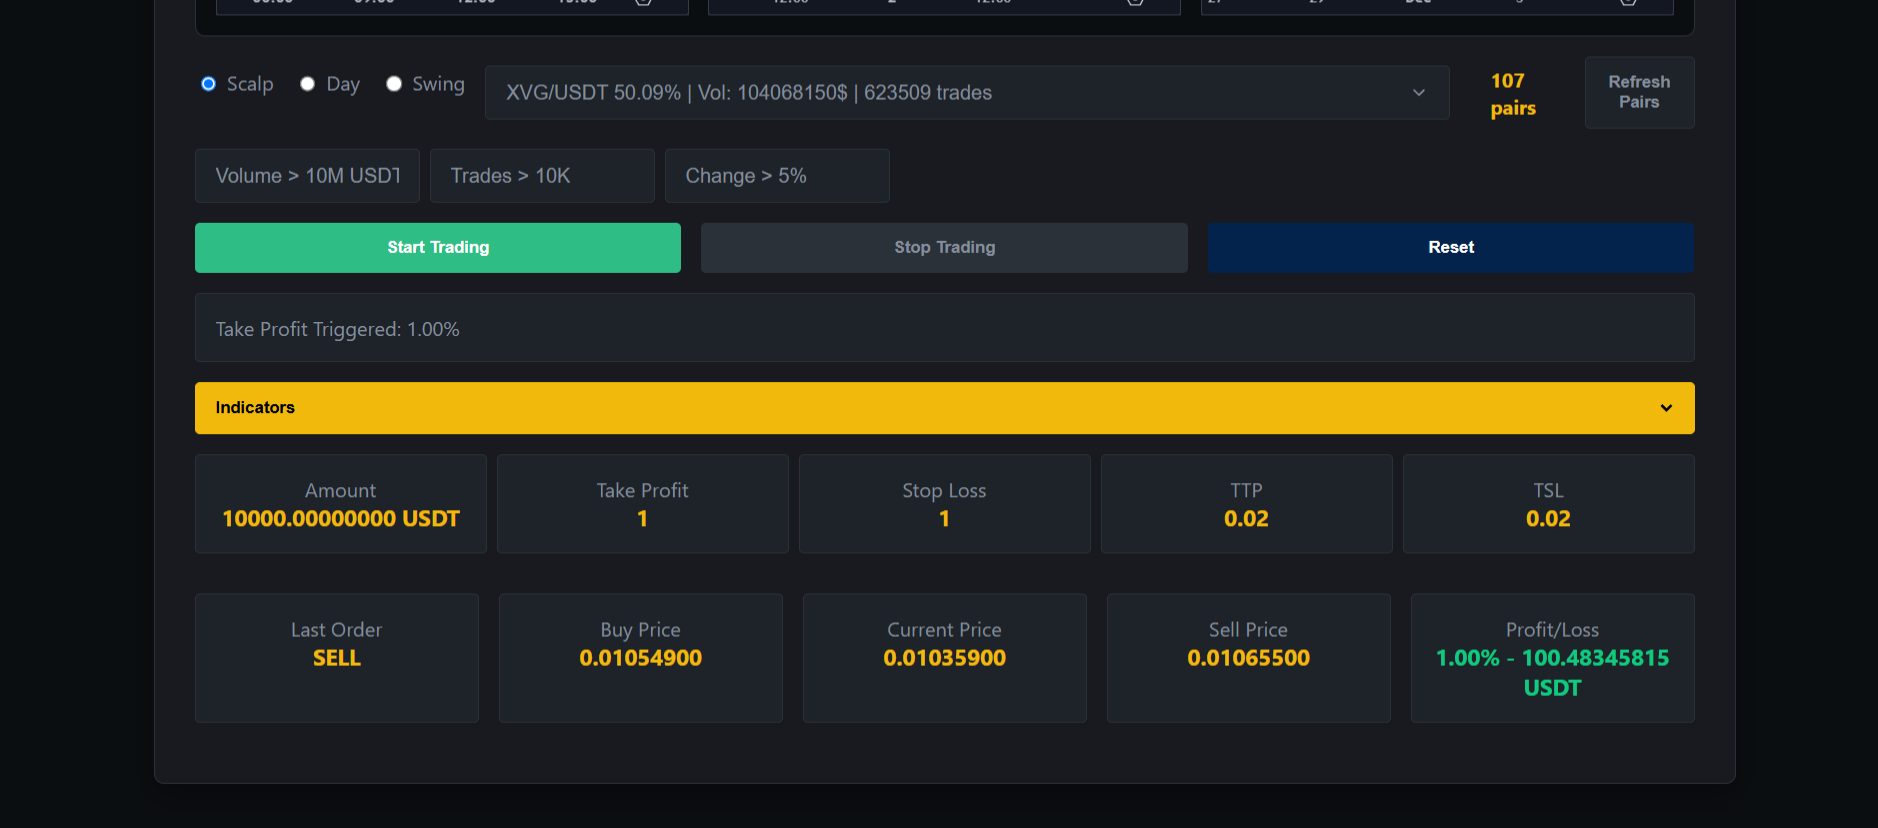 Scalp Day Swing XVG/USDT 50.09% | Vol: 104068150$ | 623509 trades 107 pairs Refresh Pairs
Volume > 10M USDT Trades > 10K Change > 5%
Start Trading Stop Trading Reset
Take Profit Triggered: 1.00%
Indicators
Amount Take Profit Stop Loss TTP TSL
10000.00000000 USDT 1 1 0.02 0.02
Last Order Buy Price Current Price Sell Price Profit/Loss
SELL 0.01054900 0.01035900 0.01065500 1.00% - 100.48345815
USDT